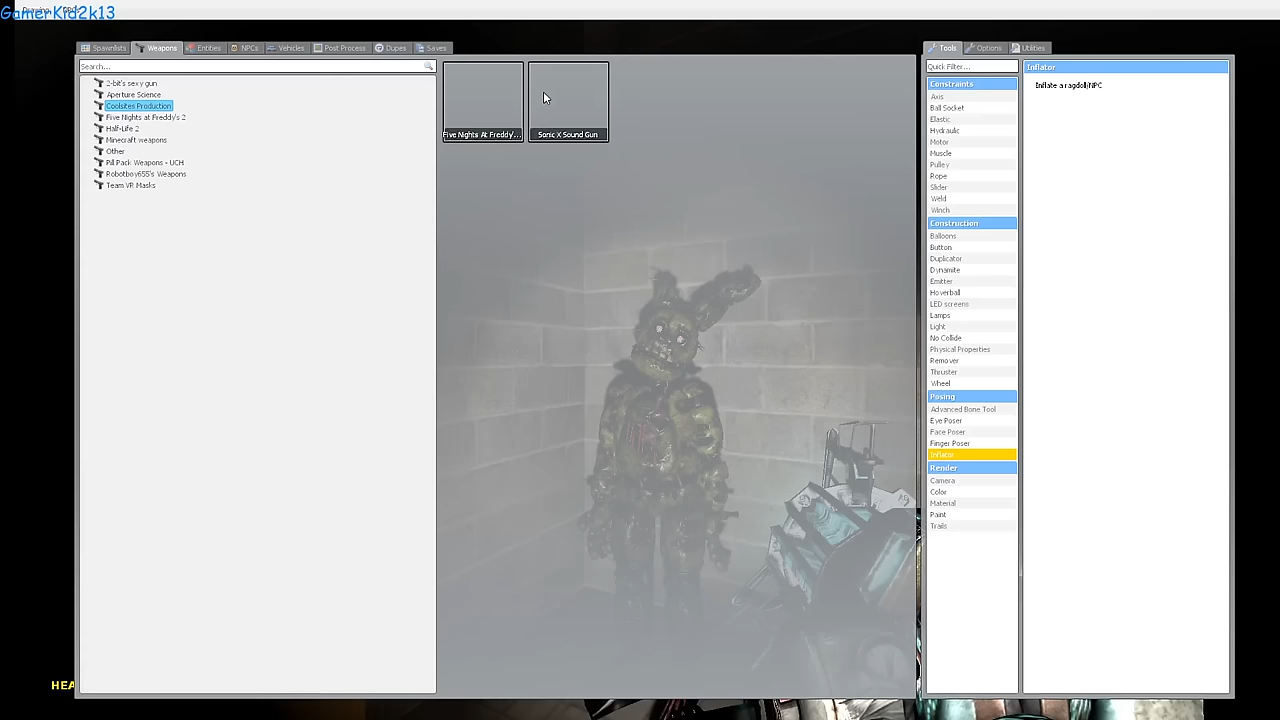 GamerKid2k13
Spawnlists Weapons Entities NPCs Vehicles Post Process Dupes Saves
Search...
2-bit's sexy gun
Aperture Science
Coolsites Production
Five Nights at Freddy's 2
Half-Life 2
Minecraft weapons
Other
Pill Pack Weapons - UCH
Robotboy655's Weapons
Team VR Masks
Five Nights At Freddy'...
Sonic X Sound Gun
Tools Options Utilities
Quick Filter...
Constraints
Axis
Ball Socket
Elastic
Hydraulic
Motor
Muscle
Pulley
Rope
Slider
Weld
Winch
Construction
Balloons
Button
Duplicator
Dynamite
Emitter
Hoverball
LED screens
Lamps
Light
No Collide
Physical Properties
Remover
Thruster
Wheel
Posing
Advanced Bone Tool
Eye Poser
Face Poser
Finger Poser
Inflator
Render
Camera
Color
Material
Paint
Trails
Inflator
Inflate a ragdoll/NPC
HEA